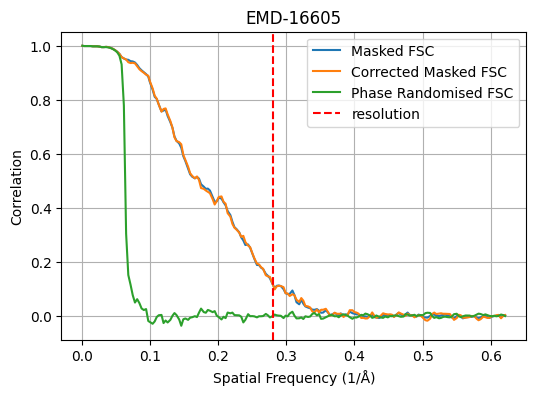 EMD-16605
Masked FSC
Corrected Masked FSC
Phase Randomised FSC
resolution
Correlation
1.0
0.8
0.6
0.4
0.2
0.0
0.0 0.1 0.2 0.3 0.4 0.5 0.6
Spatial Frequency (1/Å)